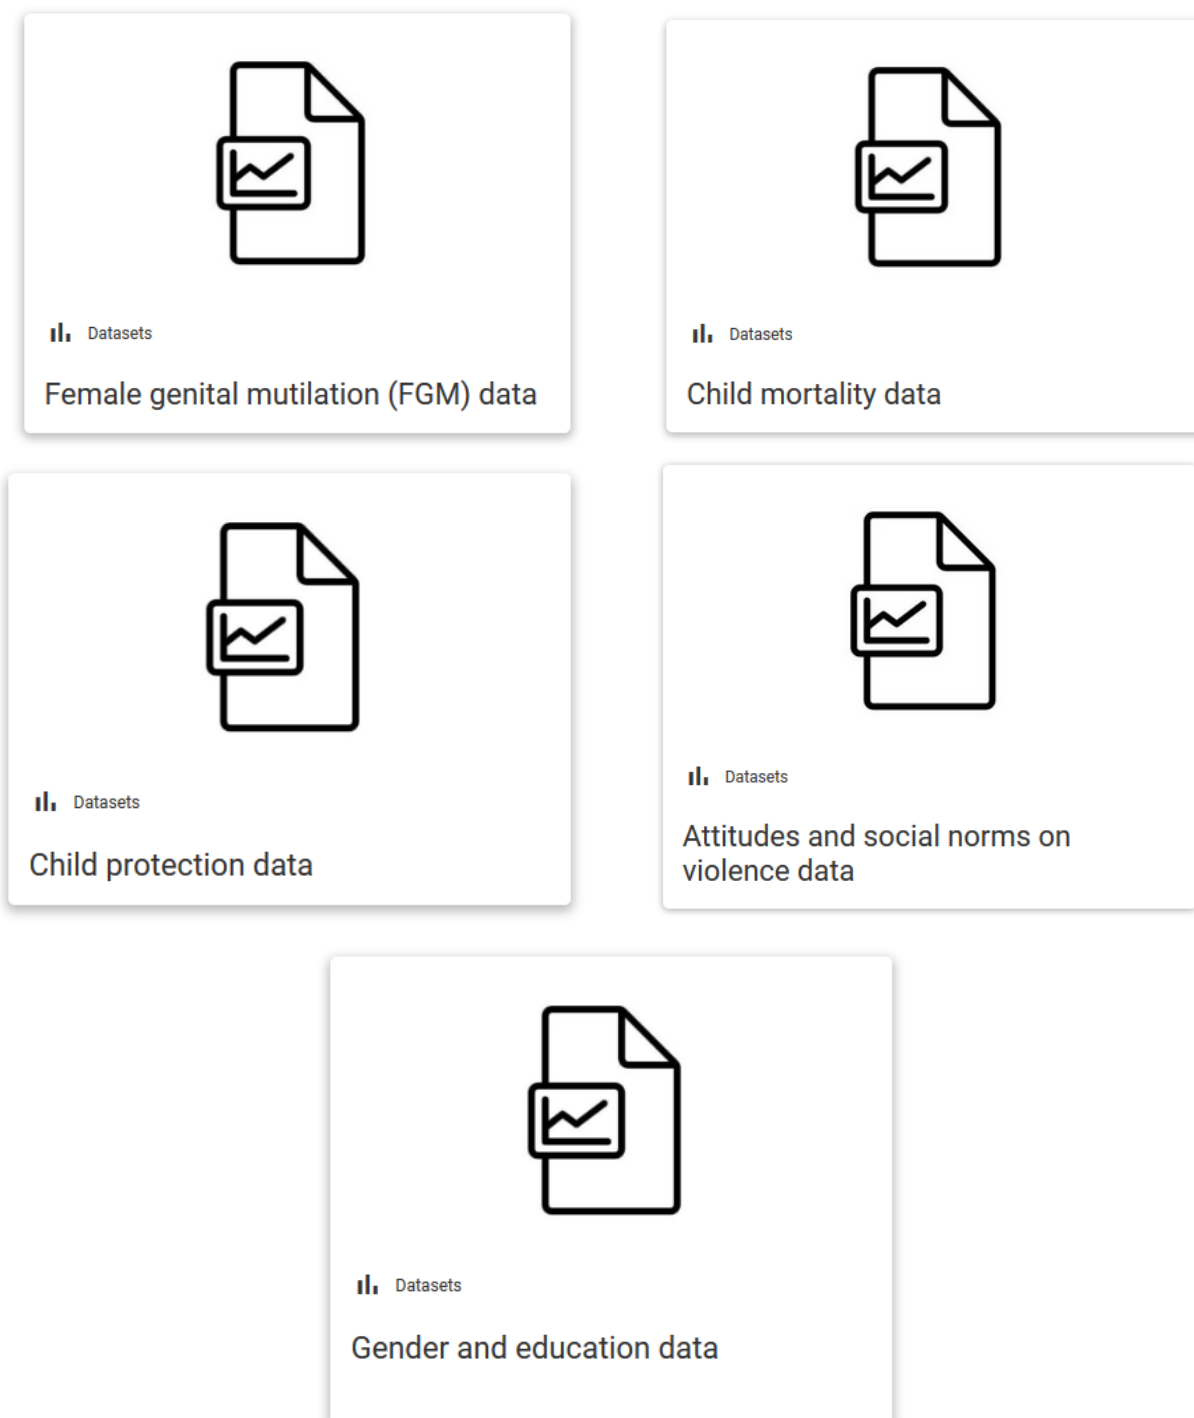 Datasets
Female genital mutilation (FGM) data
Datasets
Child mortality data
Datasets
Child protection data
Datasets
Attitudes and social norms on
violence data
Datasets
Gender and education data